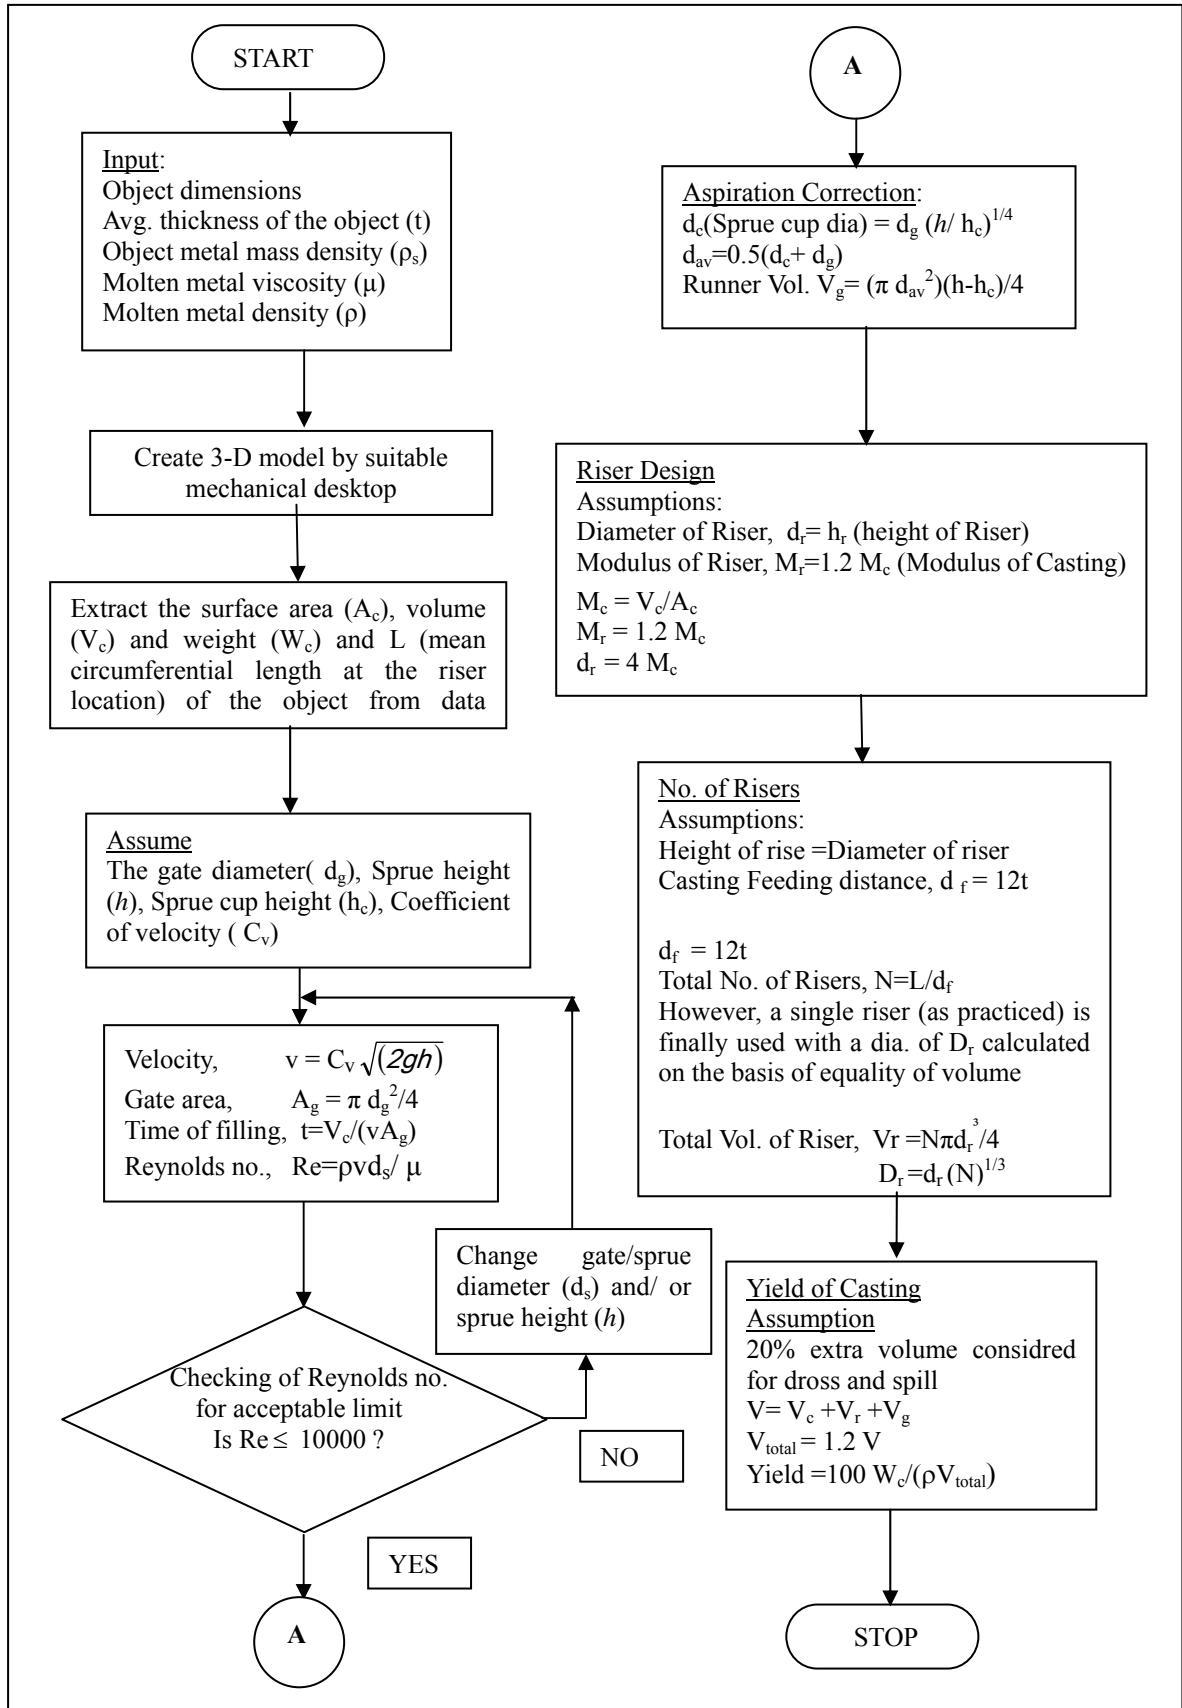 START
Input:
Object dimensions
Avg. thickness of the object (t)
Object metal mass density (ρs)
Molten metal viscosity (μ)
Molten metal density (ρ)
Create 3-D model by suitable
mechanical desktop
Extract the surface area (Ac), volume
(Vc) and weight (Wc) and L (mean
circumferential length at the riser
location) of the object from data
Assume
The gate diameter( dg), Sprue height
(h), Sprue cup height (hc), Coefficient
of velocity ( Cv)
Velocity, v = Cv √(2gh)
Gate area, Ag = π dg²/4
Time of filling, t=Vc/(vAg)
Reynolds no., Re=ρvds/ μ
Change gate/sprue
diameter (ds) and/ or
sprue height (h)
Checking of Reynolds no.
for acceptable limit
Is Re ≤ 10000 ?
NO
YES
A
A
Aspiration Correction:
dc(Sprue cup dia) = dg (h/ hc)^1/4
dav=0.5(dc+ dg)
Runner Vol. Vg= (π dav²)(h-hc)/4
Riser Design
Assumptions:
Diameter of Riser, dr= hr (height of Riser)
Modulus of Riser, Mr=1.2 Mc (Modulus of Casting)
Mc = Vc/Ac
Mr = 1.2 Mc
dr = 4 Mc
No. of Risers
Assumptions:
Height of rise =Diameter of riser
Casting Feeding distance, d f = 12t
df = 12t
Total No. of Risers, N=L/df
However, a single riser (as practiced) is
finally used with a dia. of Dr calculated
on the basis of equality of volume
Total Vol. of Riser, Vr =Nπdr³/4
Dr =dr (N)^1/3
Yield of Casting
Assumption
20% extra volume considred
for dross and spill
V= Vc +Vr +Vg
Vtotal = 1.2 V
Yield =100 Wc/(ρVtotal)
STOP